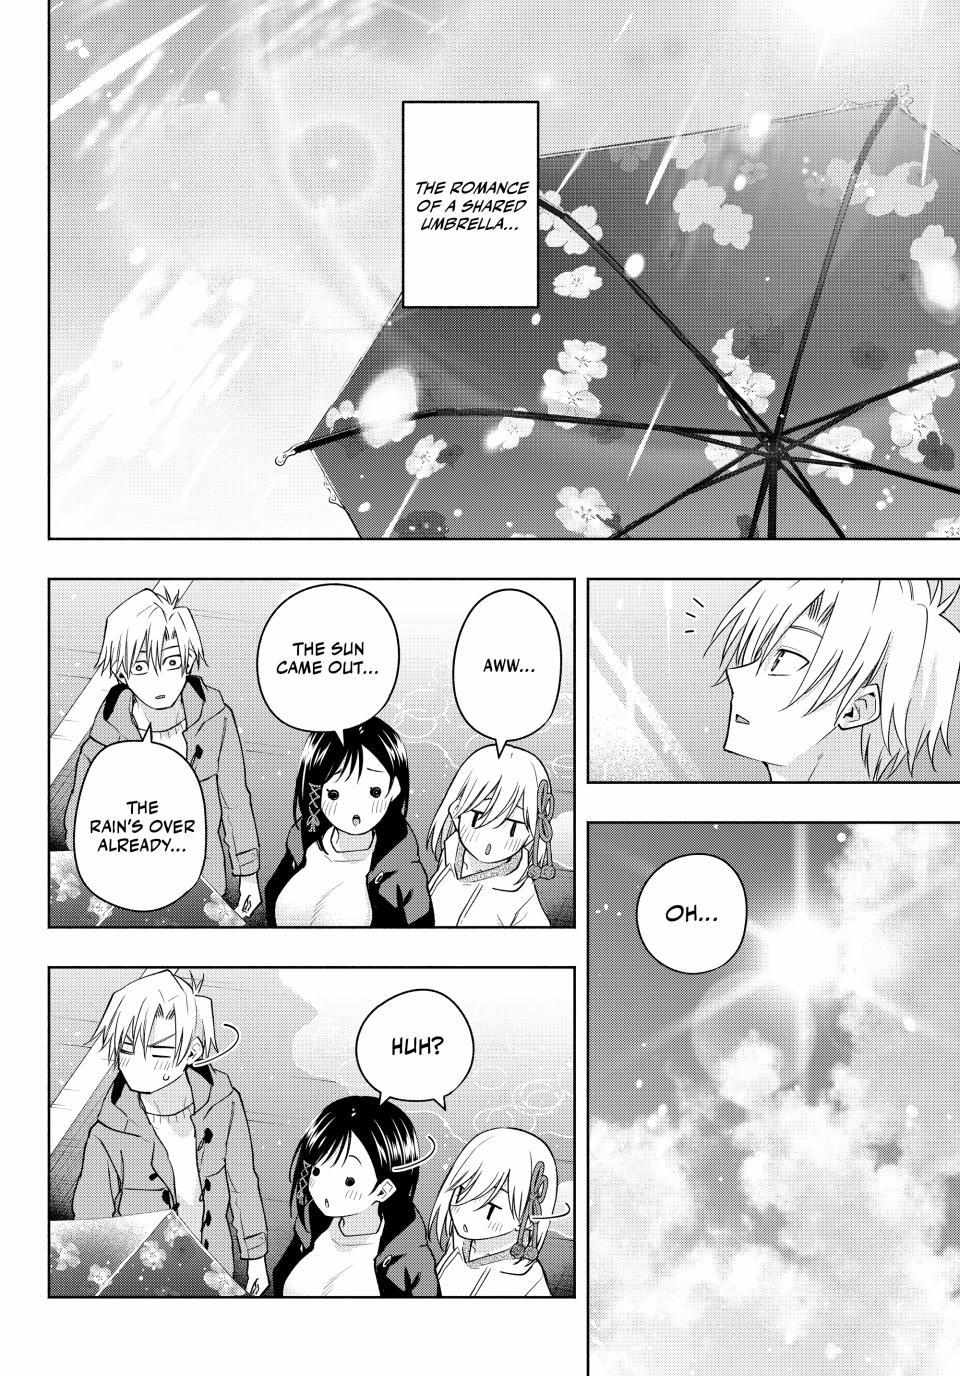 THE ROMANCE
OF A SHARED
UMBRELLA...
OH...
AWW...
THE SUN
CAME OUT...
THE
RAIN'S OVER
ALREADY...
HUH?